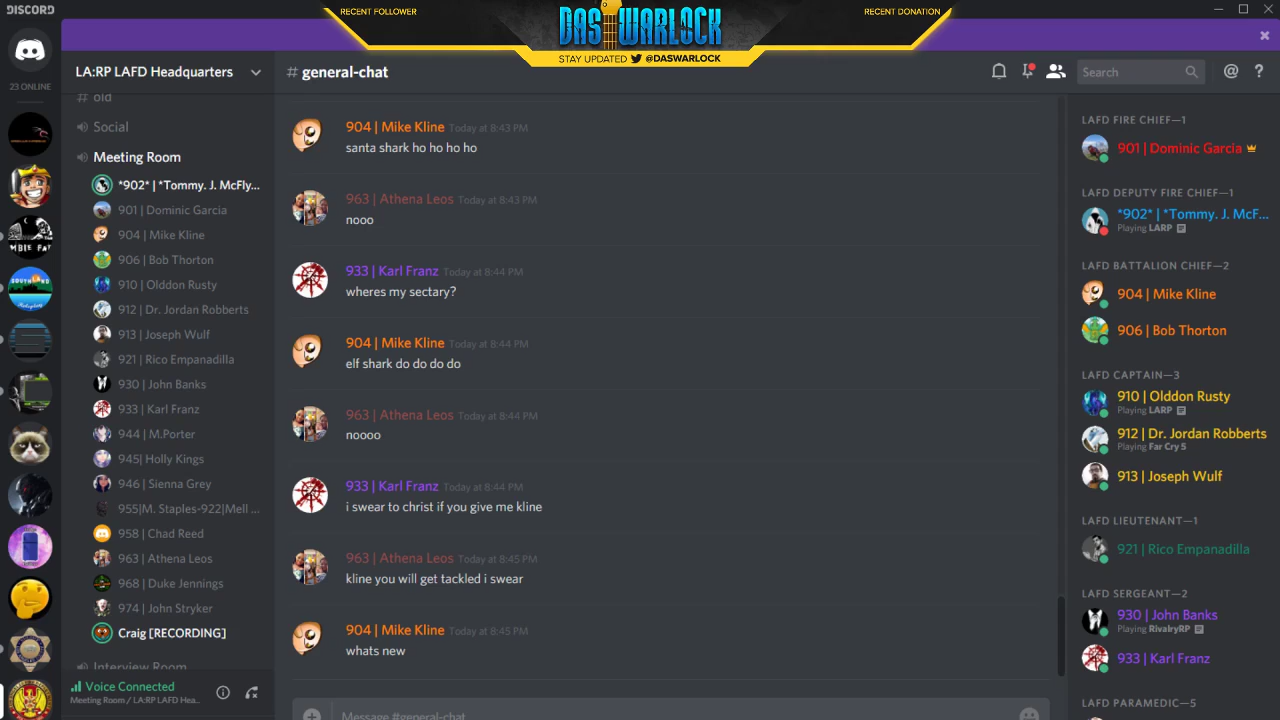 DISCORD
RECENT FOLLOWER
DAS WARLOCK
RECENT DONATION
STAY UPDATED @DASWARLOCK
23 ONLINE
LA:RP LAFD Headquarters
# old
Social
Meeting Room
*902* | *Tommy. J. McFly...
901 | Dominic Garcia
904 | Mike Kline
906 | Bob Thorton
910 | Olddon Rusty
912 | Dr. Jordan Robberts
913 | Joseph Wulf
921 | Rico Empanadilla
930 | John Banks
933 | Karl Franz
944 | M.Porter
945| Holly Kings
946 | Sienna Grey
955|M. Staples-922|Mell ...
958 | Chad Reed
963 | Athena Leos
968 | Duke Jennings
974 | John Stryker
Craig [RECORDING]
Interview Room
Voice Connected
Meeting Room / LA:RP LAFD Hea...
# general-chat
Search
904 | Mike Kline Today at 8:43 PM
santa shark ho ho ho ho
963 | Athena Leos Today at 8:43 PM
nooo
933 | Karl Franz Today at 8:44 PM
wheres my sectary?
904 | Mike Kline Today at 8:44 PM
elf shark do do do do
963 | Athena Leos Today at 8:44 PM
noooo
933 | Karl Franz Today at 8:44 PM
i swear to christ if you give me kline
963 | Athena Leos Today at 8:45 PM
kline you will get tackled i swear
904 | Mike Kline Today at 8:45 PM
whats new
Message #general-chat
LAFD FIRE CHIEF—1
901 | Dominic Garcia
LAFD DEPUTY FIRE CHIEF—1
*902* | *Tommy. J. McF...
Playing LARP
LAFD BATTALION CHIEF—2
904 | Mike Kline
906 | Bob Thorton
LAFD CAPTAIN—3
910 | Olddon Rusty
Playing LARP
912 | Dr. Jordan Robberts
Playing Far Cry 5
913 | Joseph Wulf
LAFD LIEUTENANT—1
921 | Rico Empanadilla
LAFD SERGEANT—2
930 | John Banks
Playing RivalryRP
933 | Karl Franz
LAFD PARAMEDIC—5